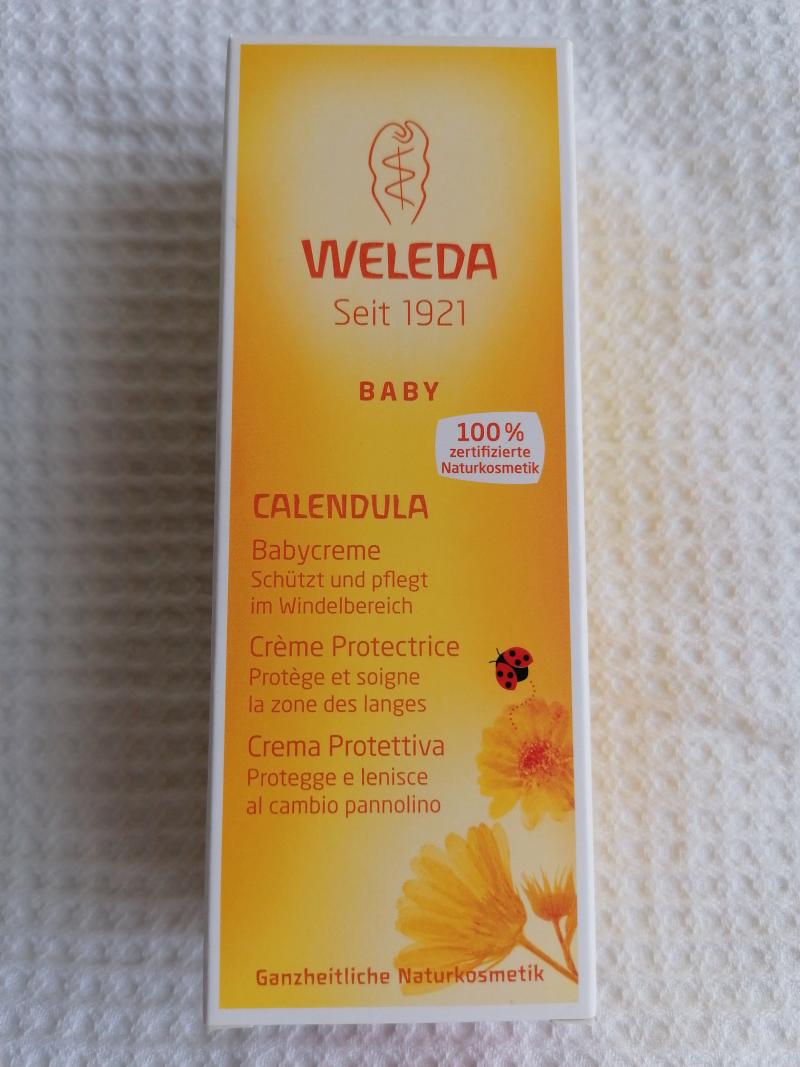 WELEDA
Seit 1921
BABY
100%
zertifizierte
Naturkosmetik
CALENDULA
Babycreme
Schützt und pflegt
im Windelbereich
Crème Protectrice
Protège et soigne
la zone des langes
Crema Protettiva
Protegge e lenisce
al cambio pannolino
Ganzheitliche Naturkosmetik